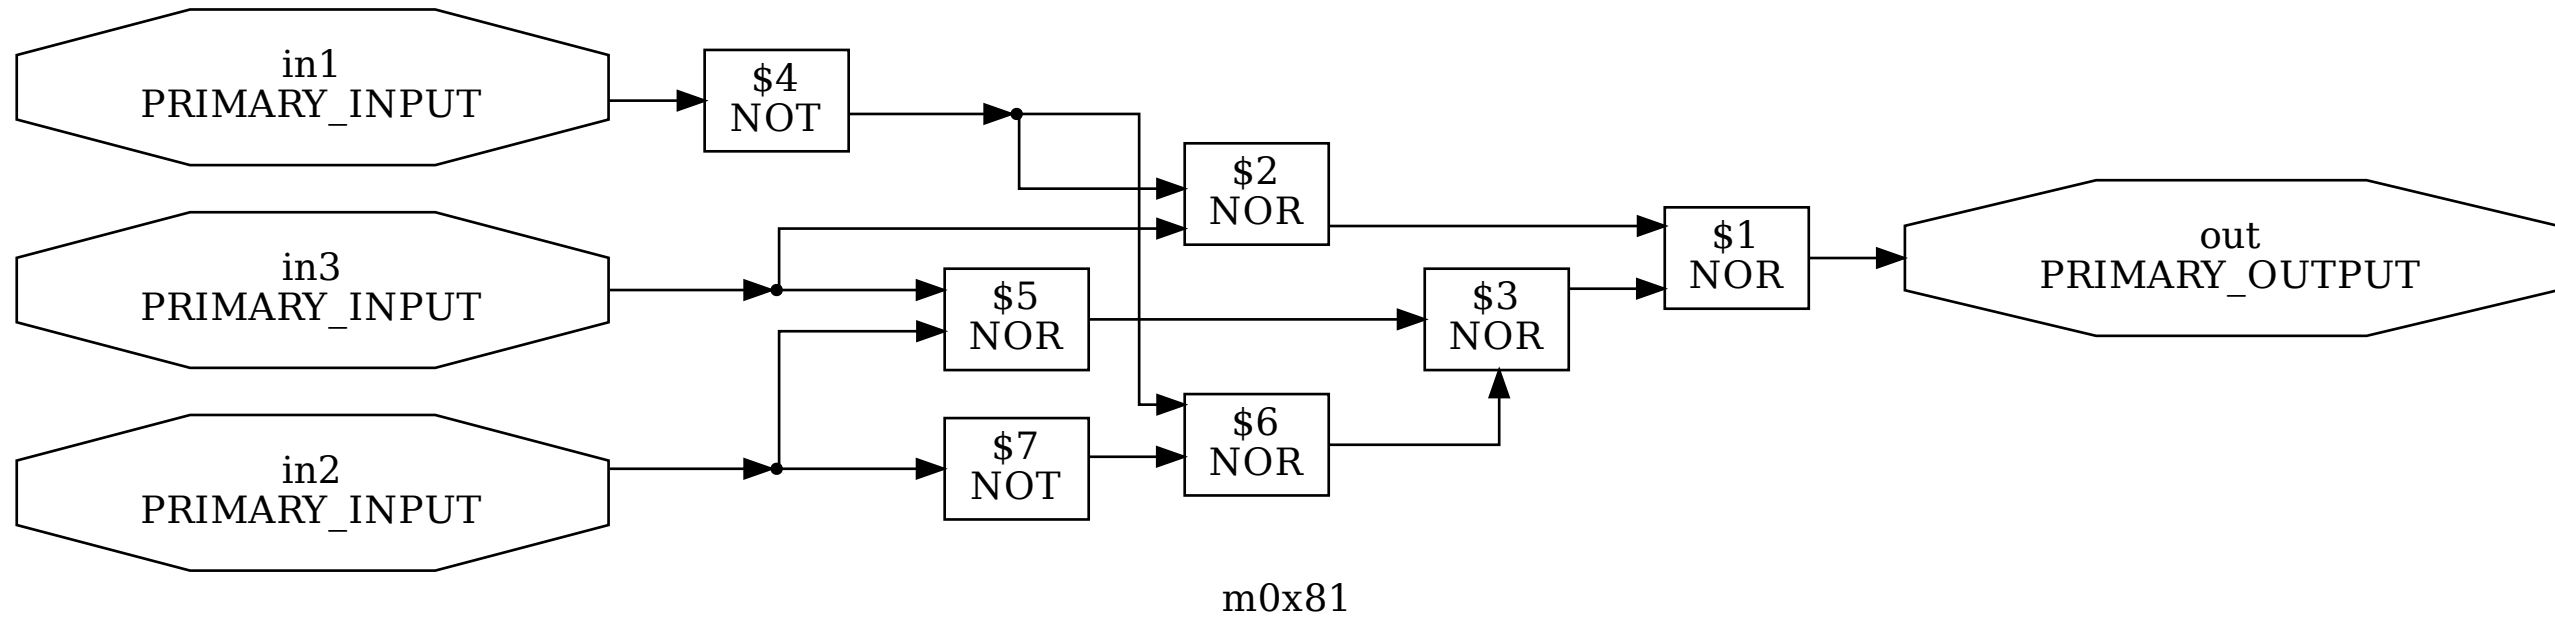 in1
PRIMARY_INPUT
$4
NOT
$2
NOR
in3
PRIMARY_INPUT
$5
NOR
$3
NOR
$1
NOR
out
PRIMARY_OUTPUT
in2
PRIMARY_INPUT
$7
NOT
$6
NOR
m0x81